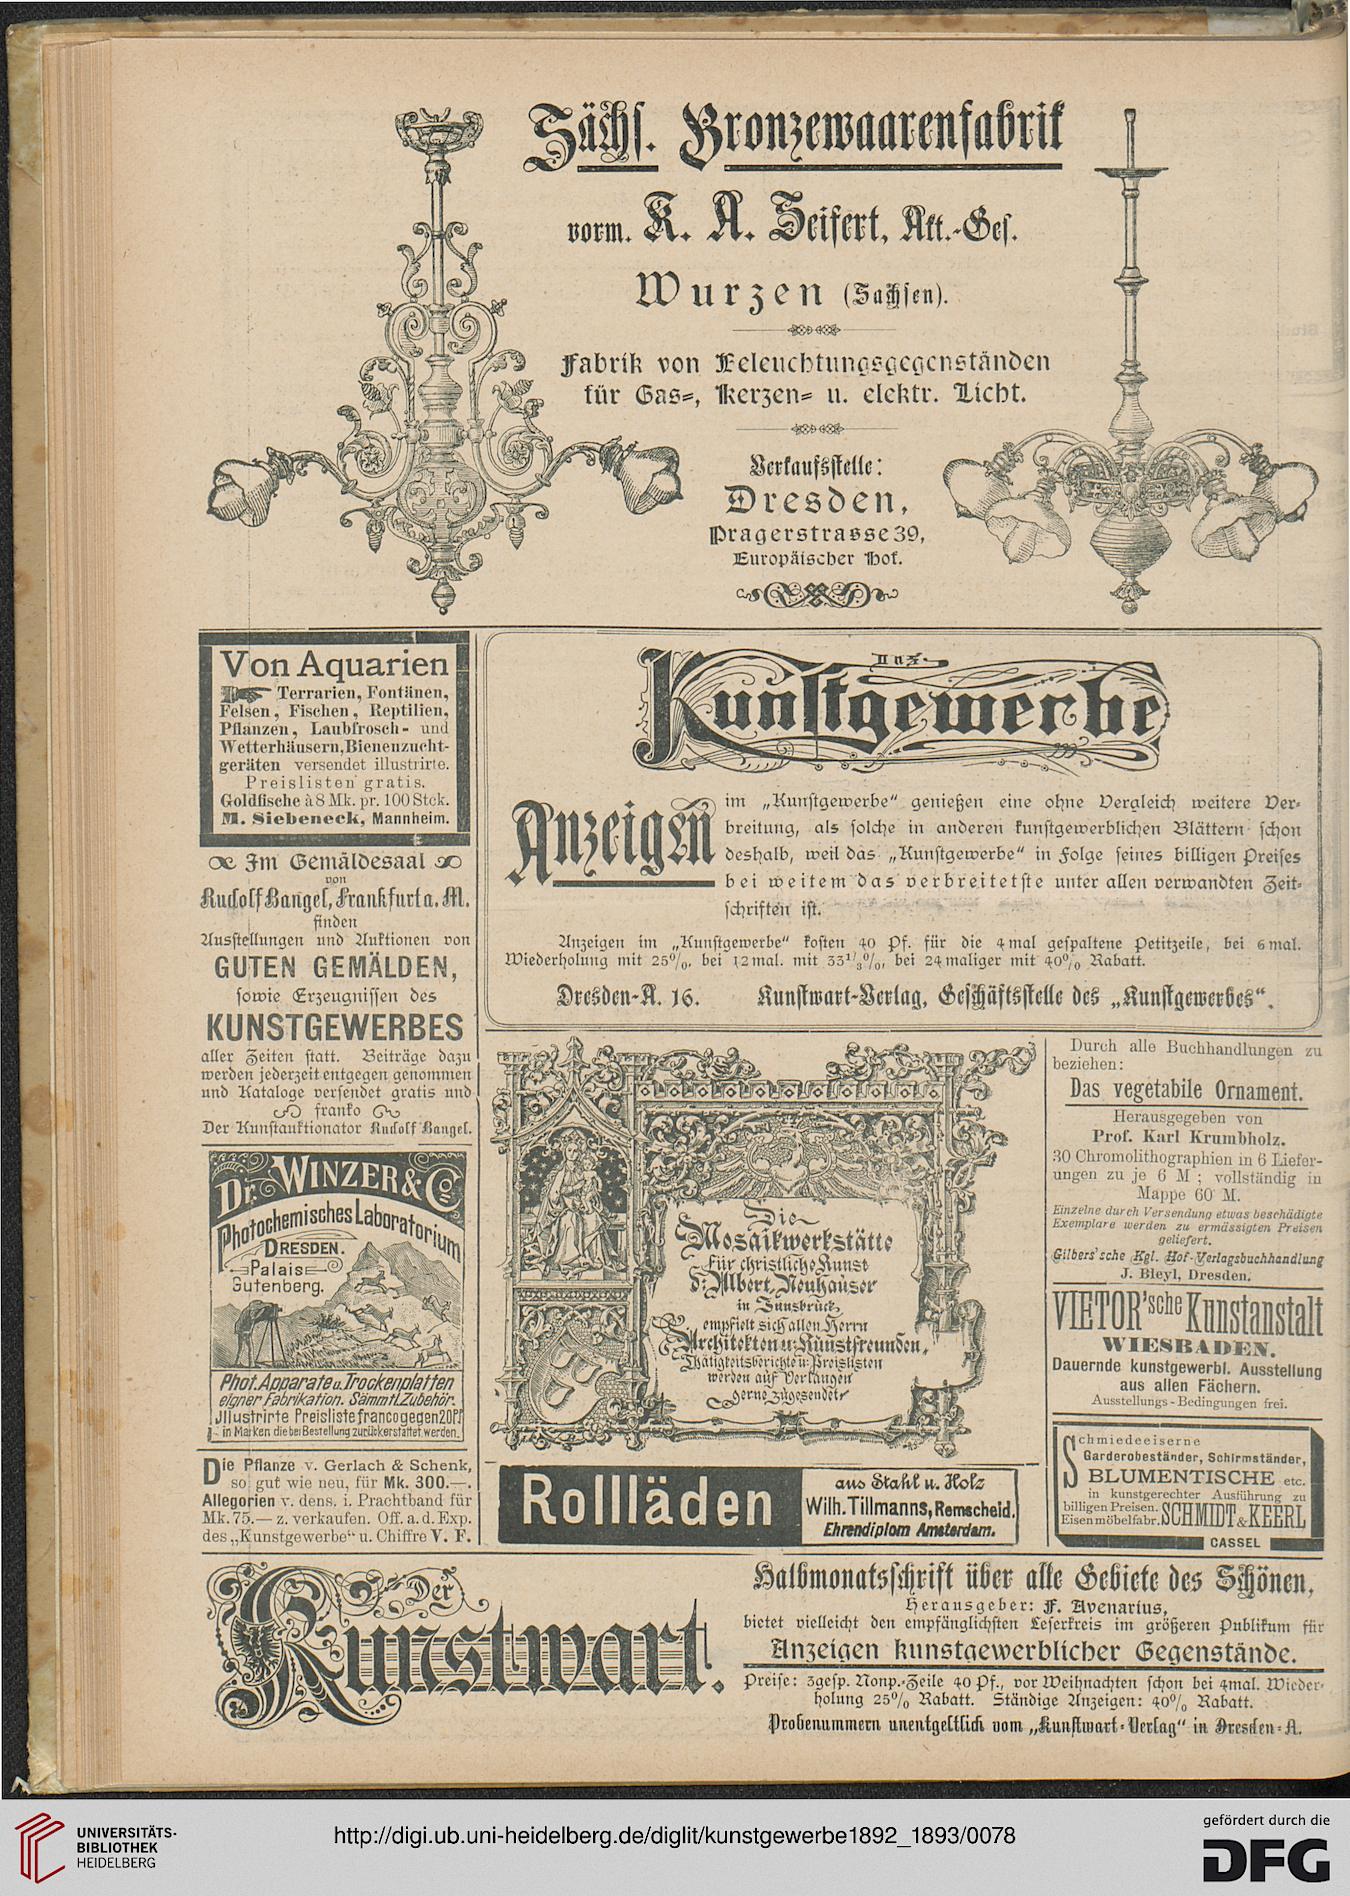 Sächs. Bronzewaarenfabrik
vorm. K. A. Seifert, Akt.-Ges.
Wurzen (Sachsen).
Fabrik von Beleuchtungsgegenständen
für Gas-, Kerzen- u. elektr. Licht.
Verkaufsstelle:
Dresden,
Pragerstrasse 39,
Europäischer Hof.
Von Aquarien
Terrarien, Fontänen,
Felsen, Fischen, Reptilien,
Pflanzen, Laubfrosch- und
Wetterhäusern, Bienenzucht-
geräten versendet illustrirte.
Preislisten gratis.
Goldfische à 8 Mk. pr. 100 Stck.
M. Siebeneck, Mannheim.
Im Gemäldesaal
von
Rudolf Bangel, Frankfurt a. M.
finden
Ausstellungen und Auktionen von
GUTEN GEMÄLDEN,
sowie Erzeugnissen des
KUNSTGEWERBES
aller Zeiten statt. Beiträge dazu
werden jederzeit entgegen genommen
und Kataloge versendet gratis und
franko
Der Kunstauktionator Rudolf Bangel.
Dr. WINZER & Co
Photochemisches Laboratorium
DRESDEN.
Palais
Gutenberg.
Phot. Apparate u. Trockenplatten
eigner Fabrikation. Sämmtl. Zubehör.
Jllustrirte Preisliste franco gegen 20 Pf.
in Marken die bei Bestellung zurückerstattet werden.
Die Pflanze v. Gerlach & Schenk,
so gut wie neu, für Mk. 300.—.
Allegorien v. dens. i. Prachtband für
Mk. 75.— z. verkaufen. Off. a. d. Exp.
des „Kunstgewerbe" u. Chiffre V. F.
Das
Kunstgewerbe
Anzeigen
im „Kunstgewerbe" genießen eine ohne Vergleich weitere Ver-
breitung, als solche in anderen kunstgewerblichen Blättern schon
deshalb, weil das „Kunstgewerbe" in Folge seines billigen Preises
bei weitem das verbreitetste unter allen verwandten Zeit-
schriften ist.
Anzeigen im „Kunstgewerbe" kosten 40 Pf. für die 4 mal gespaltene Petitzeile, bei 6 mal.
Wiederholung mit 25%, bei 12 mal. mit 33 1/3 %, bei 24 maliger mit 40% Rabatt.
Dresden-A. 16. Kunstwart-Verlag, Geschäftsstelle des „Kunstgewerbes".
Die
Mosaikwerkstätte
für christliche Kunst
d: Albert Neuhauser
in Innsbruck,
empfielt sich allen Herrn
Architekten u: Kunstfreunden.
Thätigkeitsberichte u: Preislisten
werden auf Verlangen
gerne zugesendet.
Durch alle Buchhandlungen zu
beziehen:
Das vegetabile Ornament.
Herausgegeben von
Prof. Karl Krumbholz.
30 Chromolithographien in 6 Liefer-
ungen zu je 6 M ; vollständig in
Mappe 60 M.
Einzelne durch Versendung etwas beschädigte
Exemplare werden zu ermässigten Preisen
geliefert.
Gilbers'sche Kgl. Hof-Verlagsbuchhandlung
J. Bleyl, Dresden.
VIETOR'sche Kunstanstalt
WIESBADEN.
Dauernde kunstgewerbl. Ausstellung
aus allen Fächern.
Ausstellungs-Bedingungen frei.
Rollläden
aus Stahl u. Holz
Wilh. Tillmanns, Remscheid.
Ehrendiplom Amsterdam.
Schmiedeeiserne
Garderobeständer, Schirmständer,
BLUMENTISCHE etc.
in kunstgerechter Ausführung zu
billigen Preisen.
Eisenmöbelfabr. SCHMIDT & KEERL
CASSEL
Der
Kunstwart.
Halbmonatsschrift über alle Gebiete des Schönen,
Herausgeber: F. Avenarius,
bietet vielleicht den empfänglichsten Leserkreis im größeren Publikum für
Anzeigen kunstgewerblicher Gegenstände.
Preise: 3gesp. Nonp.-Zeile 40 Pf., vor Weihnachten schon bei 4mal. Wieder-
holung 25% Rabatt. Ständige Anzeigen: 40% Rabatt.
Probenummern unentgeltlich vom „Kunstwart-Verlag" in Dresden-A.
UNIVERSITÄTS-
BIBLIOTHEK
HEIDELBERG
http://digi.ub.uni-heidelberg.de/diglit/kunstgewerbe1892_1893/0078
gefördert durch die
DFG